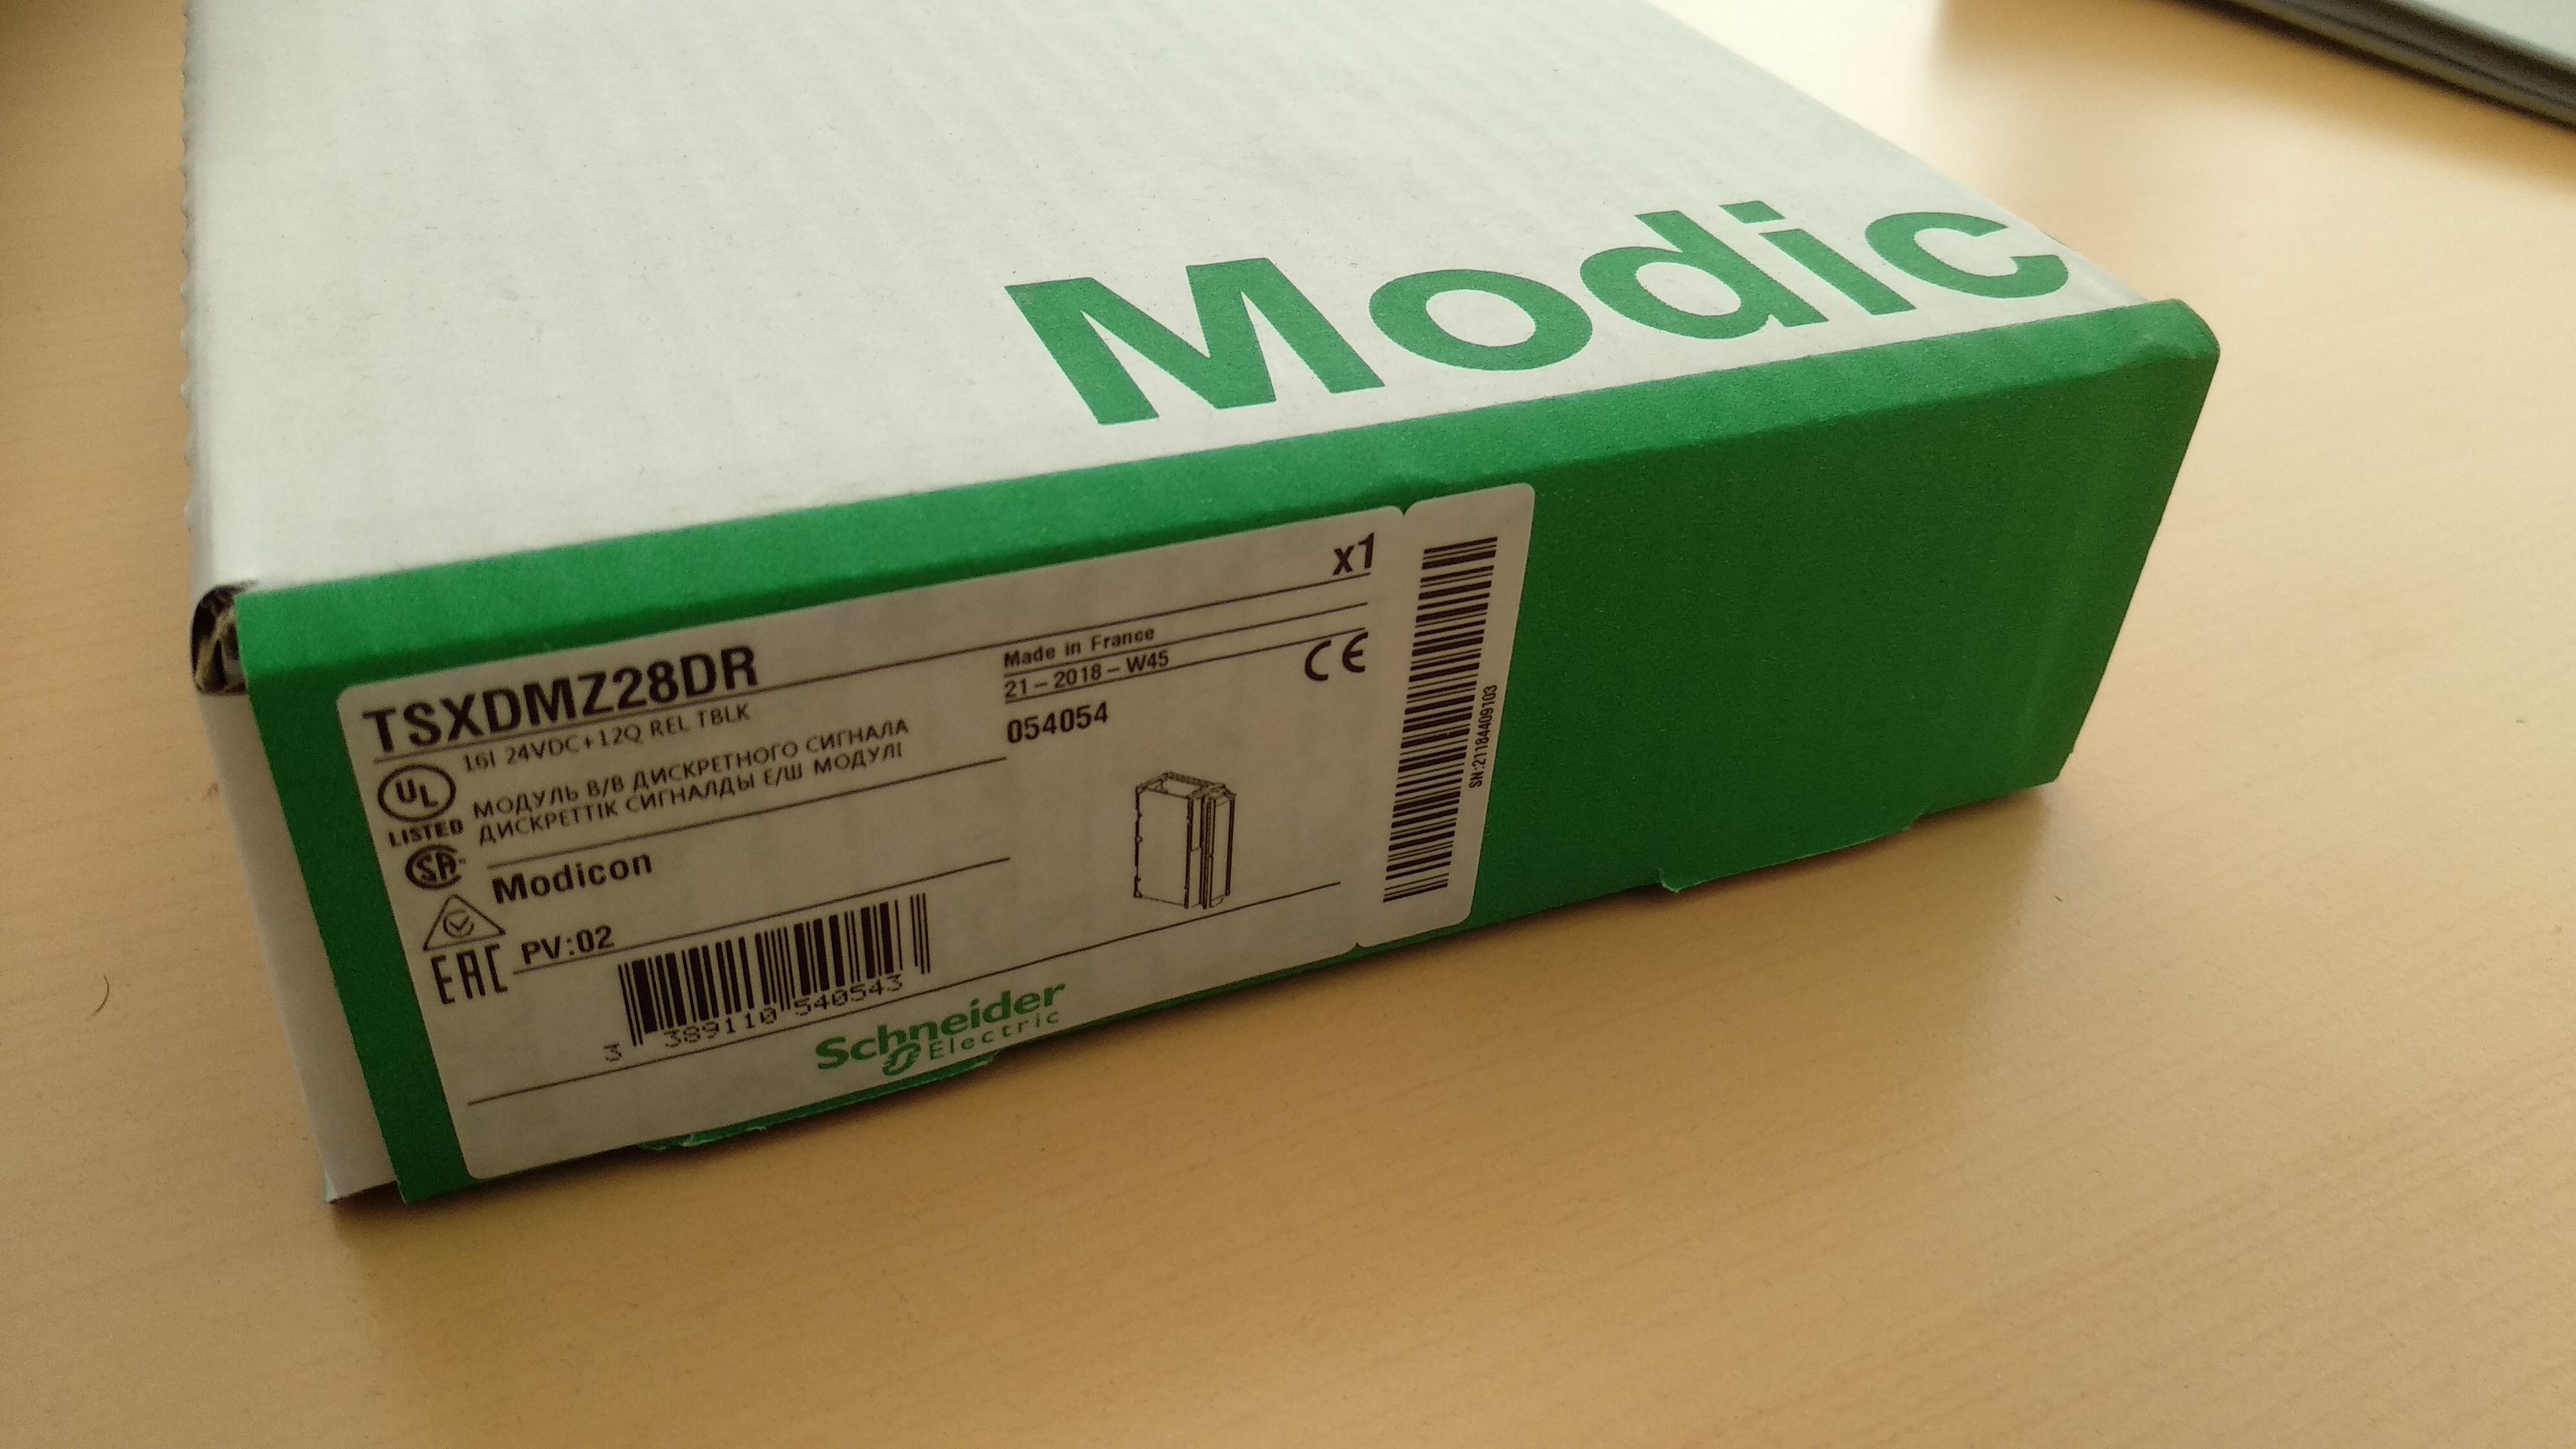 Modic
x1
TSXDMZ28DR
Made in France
16I 24VDC+12Q REL TBLK
21-2018-W45
CE
UL
LISTED
МОДУЛЬ В/В ДИСКРЕТНОГО СИГНАЛА
ДИСКРЕТТІК СИГНАЛДЫ Е/Ш МОДУЛІ
054054
SA
Modicon
EAC
PV:02
3 389110 540543
Schneider
Electric
SN:21184409103